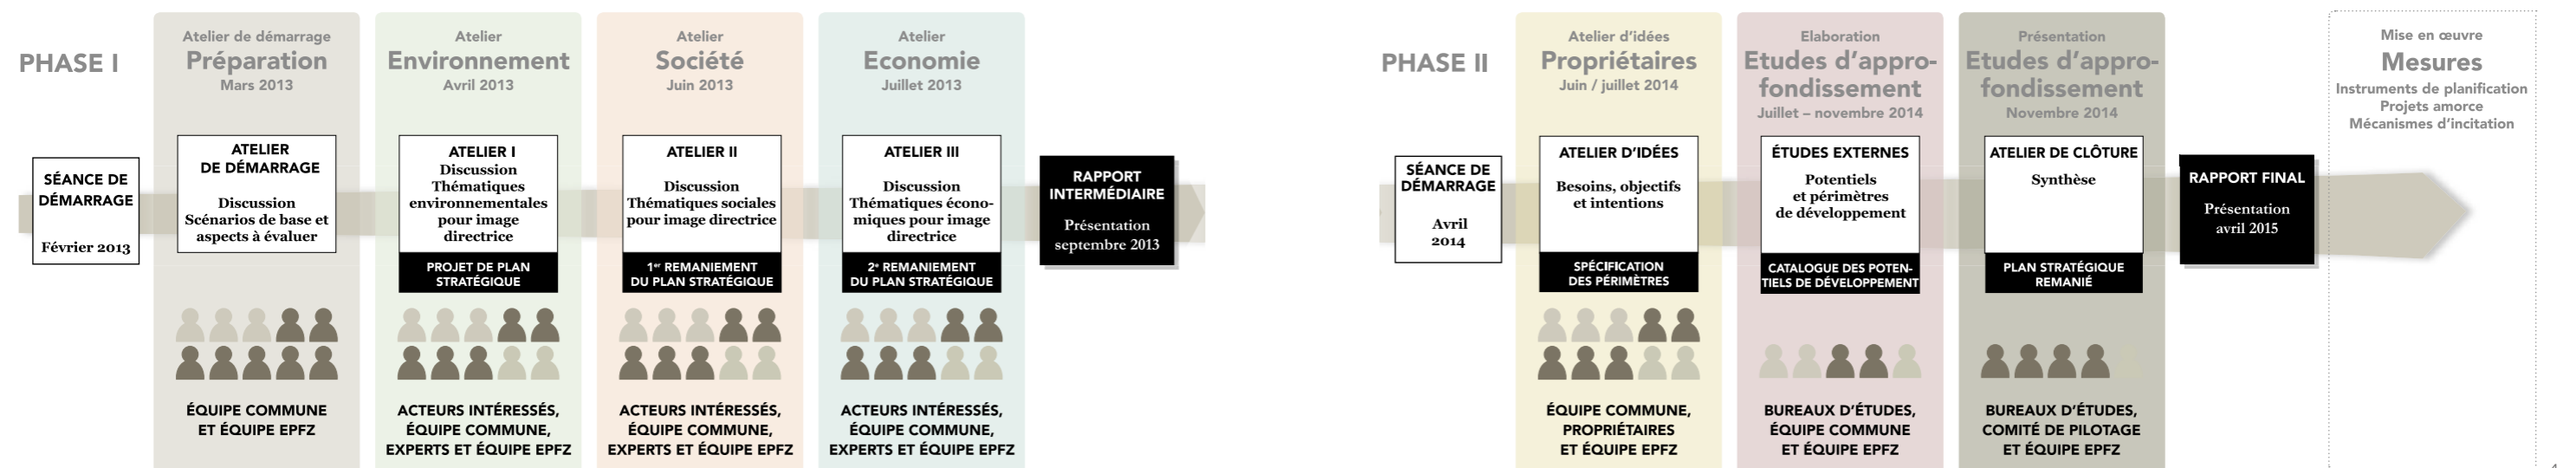 PHASE I
SÉANCE DE
DÉMARRAGE
Février 2013
Atelier de démarrage
Préparation
Mars 2013
ATELIER
DE DÉMARRAGE
Discussion
Scénarios de base et
aspects à évaluer
ÉQUIPE COMMUNE
ET ÉQUIPE EPFZ
Atelier
Environnement
Avril 2013
ATELIER I
Discussion
Thématiques
environnementales
pour image
directrice
PROJET DE PLAN
STRATÉGIQUE
ACTEURS INTÉRESSÉS,
ÉQUIPE COMMUNE,
EXPERTS ET ÉQUIPE EPFZ
Atelier
Société
Juin 2013
ATELIER II
Discussion
Thématiques sociales
pour image directrice
1er REMANIEMENT
DU PLAN STRATÉGIQUE
ACTEURS INTÉRESSÉS,
ÉQUIPE COMMUNE,
EXPERTS ET ÉQUIPE EPFZ
Atelier
Economie
Juillet 2013
ATELIER III
Discussion
Thématiques écono-
miques pour image
directrice
2e REMANIEMENT
DU PLAN STRATÉGIQUE
ACTEURS INTÉRESSÉS,
ÉQUIPE COMMUNE,
EXPERTS ET ÉQUIPE EPFZ
RAPPORT
INTERMÉDIAIRE
Présentation
septembre 2013
PHASE II
SÉANCE DE
DÉMARRAGE
Avril
2014
Atelier d'idées
Propriétaires
Juin / juillet 2014
ATELIER D'IDÉES
Besoins, objectifs
et intentions
SPÉCIFICATION
DES PÉRIMÈTRES
ÉQUIPE COMMUNE,
PROPRIÉTAIRES
ET ÉQUIPE EPFZ
Elaboration
Etudes d'appro-
fondissement
Juillet – novembre 2014
ÉTUDES EXTERNES
Potentiels
et périmètres
de développement
CATALOGUE DES POTEN-
TIELS DE DÉVELOPPEMENT
BUREAUX D'ÉTUDES,
ÉQUIPE COMMUNE
ET ÉQUIPE EPFZ
Présentation
Etudes d'appro-
fondissement
Novembre 2014
ATELIER DE CLÔTURE
Synthèse
PLAN STRATÉGIQUE
REMANIÉ
BUREAUX D'ÉTUDES,
COMITÉ DE PILOTAGE
ET ÉQUIPE EPFZ
RAPPORT FINAL
Présentation
avril 2015
Mise en œuvre
Mesures
Instruments de planification
Projets amorce
Mécanismes d'incitation